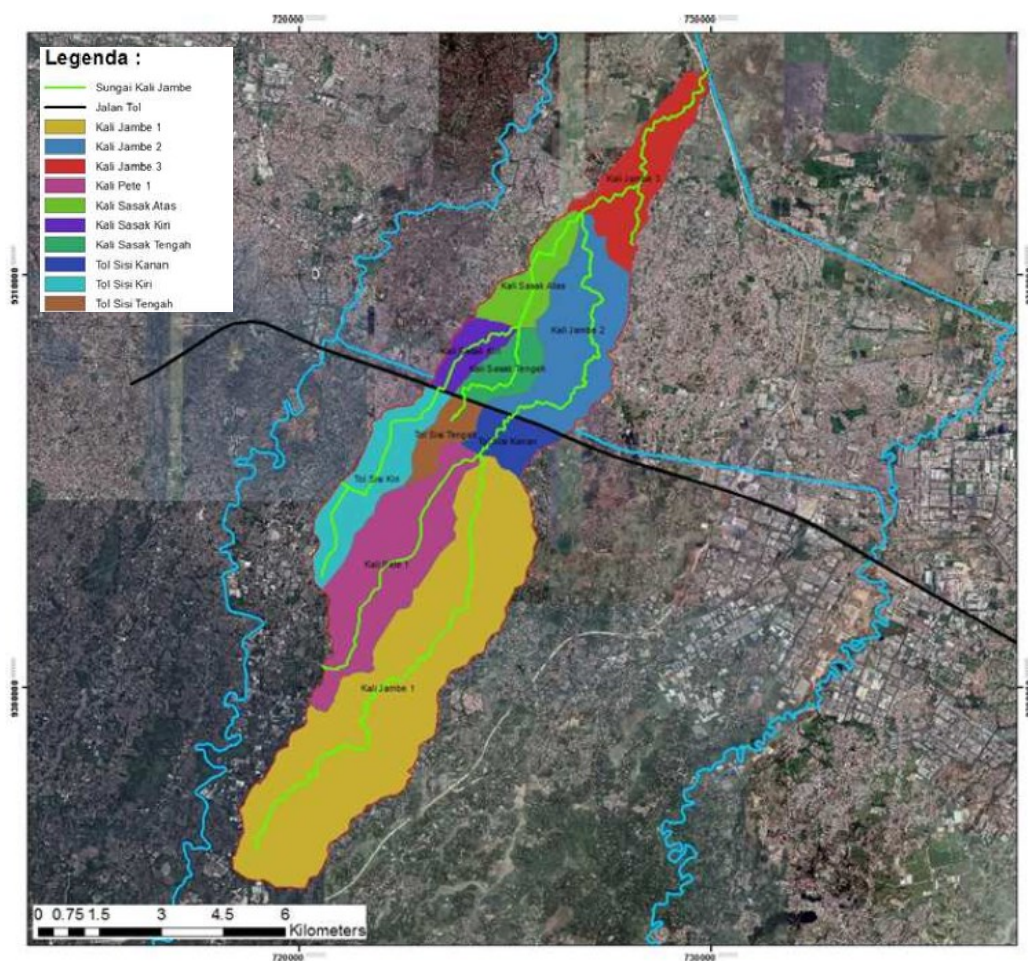 720000
730000
Legenda :
Sungai Kali Jambe
Jalan Tol
Kali Jambe 1
Kali Jambe 2
Kali Jambe 3
Kali Pete 1
Kali Sasak Atas
Kali Sasak Kiri
Kali Sasak Tengah
Tol Sisi Kanan
Tol Sisi Kiri
Tol Sisi Tengah
Kali Jambe 3
9310000
Kali Sasak Atas
Kali Jambe 2
Kali Sasak Tengah
Tol Sisi Tengah
Tol Sisi Kanan
Tol Sisi Kiri
Kali Pete 1
Kali Jambe 1
9300000
0 0.75 1.5 3 4.5 6
Kilometers
720000
730000